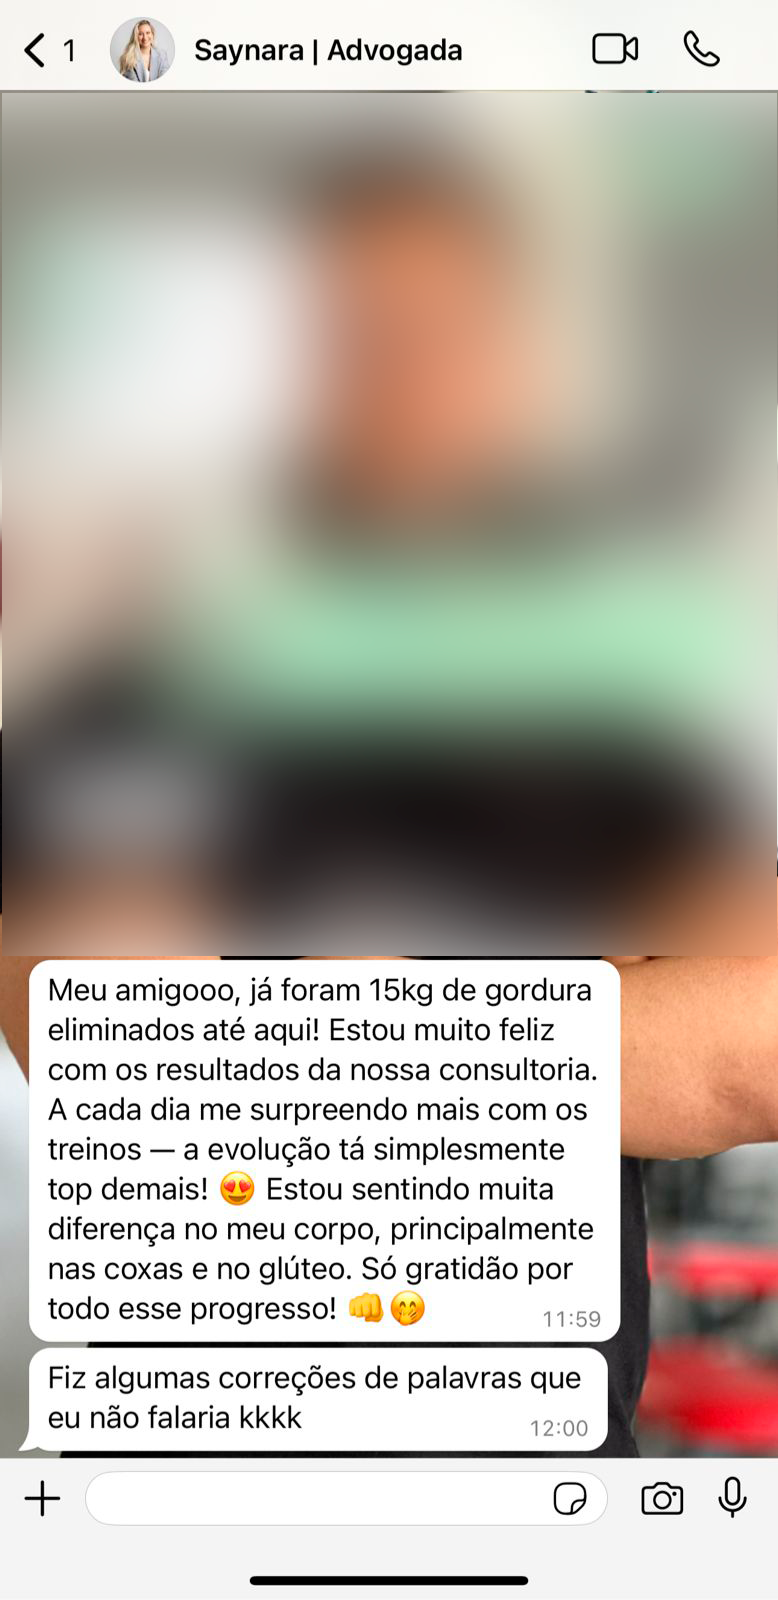 1
Saynara | Advogada
Meu amigooo, já foram 15kg de gordura
eliminados até aqui! Estou muito feliz
com os resultados da nossa consultoria.
A cada dia me surpreendo mais com os
treinos — a evolução tá simplesmente
top demais! 😍 Estou sentindo muita
diferença no meu corpo, principalmente
nas coxas e no glúteo. Só gratidão por
todo esse progresso! 👊🤭
11:59
Fiz algumas correções de palavras que
eu não falaria kkkk
12:00